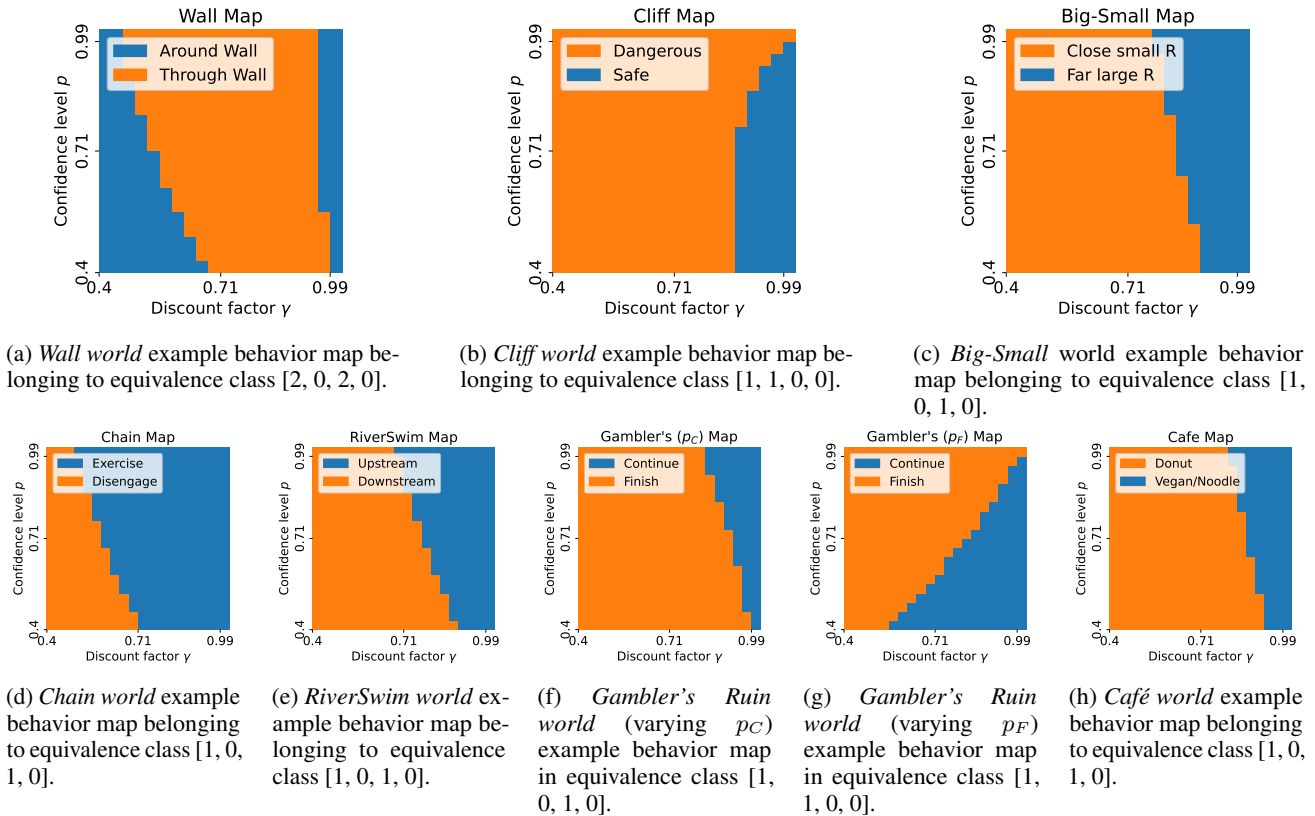 Wall Map
Confidence level p
0.99
0.71
0.4
Around Wall
Through Wall
0.4
0.71
0.99
Discount factor γ
Cliff Map
Confidence level p
0.99
0.71
0.4
Dangerous
Safe
0.4
0.71
0.99
Discount factor γ
Big-Small Map
Confidence level p
0.99
0.71
0.4
Close small R
Far large R
0.4
0.71
0.99
Discount factor γ
(a) Wall world example behavior map be-
longing to equivalence class [2, 0, 2, 0].
(b) Cliff world example behavior map be-
longing to equivalence class [1, 1, 0, 0].
(c) Big-Small world example behavior
map belonging to equivalence class [1,
0, 1, 0].
Chain Map
Confidence level p
0.99
0.71
0.4
Exercise
Disengage
0.4
0.71
0.99
Discount factor γ
RiverSwim Map
Confidence level p
0.99
0.71
0.4
Upstream
Downstream
0.4
0.71
0.99
Discount factor γ
Gambler's (pC) Map
Confidence level p
0.99
0.71
0.4
Continue
Finish
0.4
0.71
0.99
Discount factor γ
Gambler's (pF) Map
Confidence level p
0.99
0.71
0.4
Continue
Finish
0.4
0.71
0.99
Discount factor γ
Cafe Map
Confidence level p
0.99
0.71
0.4
Donut
Vegan/Noodle
0.4
0.71
0.99
Discount factor γ
(d) Chain world example
behavior map belonging
to equivalence class [1, 0,
1, 0].
(e) RiverSwim world ex-
ample behavior map be-
longing to equivalence
class [1, 0, 1, 0].
(f) Gambler's Ruin
world (varying pC)
example behavior map
in equivalence class [1,
0, 1, 0].
(g) Gambler's Ruin
world (varying pF)
example behavior map
in equivalence class [1,
1, 0, 0].
(h) Café world example
behavior map belonging
to equivalence class [1, 0,
1, 0].